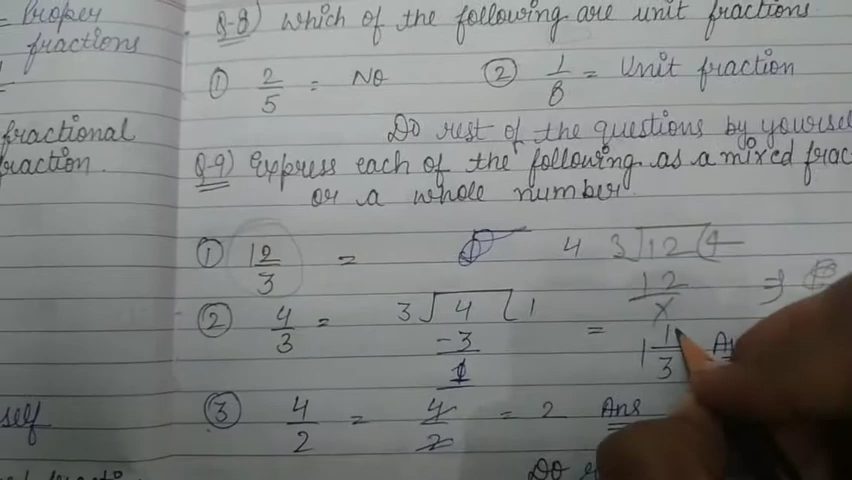 = Proper
fractions
Q-8) Which of the following are unit fractions
① 2/5 = No ② 1/8 = Unit fraction
fractional
fraction.
Do rest of the questions by
Q-9) Express each of the following as a mixed
or a whole number.
① 12/3 = 4 3 12 4
12
x
② 4/3 = 3 4 1 = 1 1/3
-3
1
self
③ 4/2 = 4/2 = 2 Ans
Do